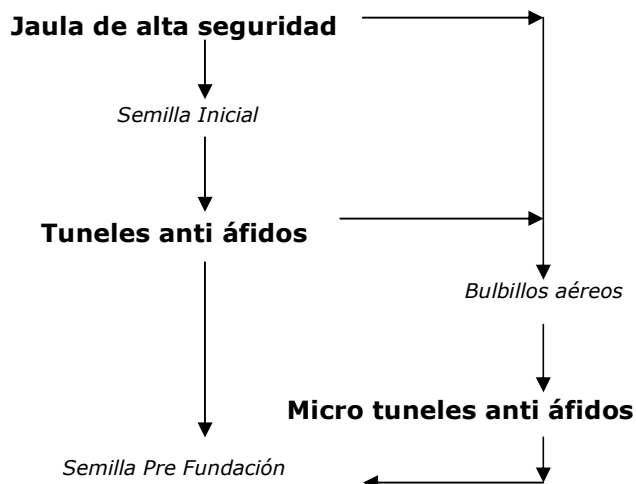 Jaula de alta seguridad
Semilla Inicial
Tuneles anti áfidos
Bulbillos aéreos
Micro tuneles anti áfidos
Semilla Pre Fundación